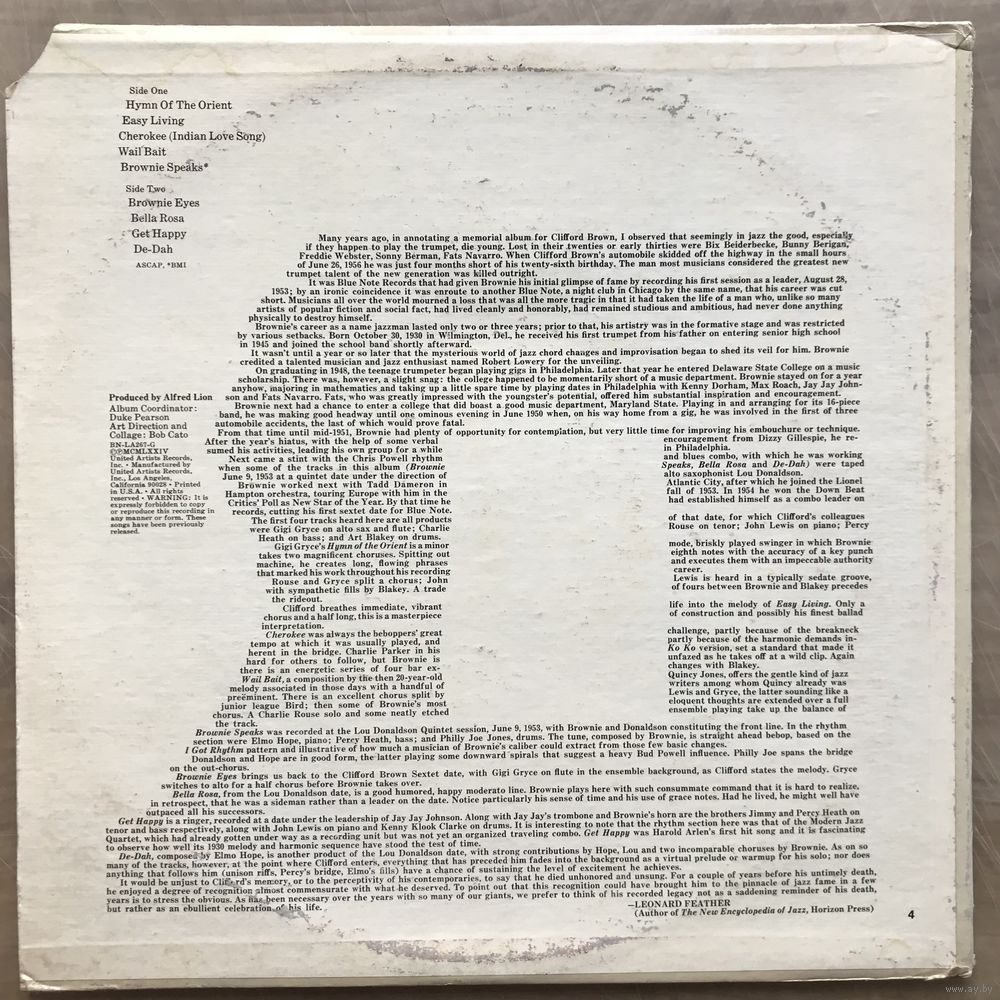 Side One
Hymn Of The Orient
Easy Living
Cherokee (Indian Love Song)
Wail Bait
Brownie Speaks*
Side Two
Brownie Eyes
Bella Rosa
Get Happy
De-Dah
ASCAP, *BMI
Produced by Alfred Lion
Album Coordinator:
Duke Pearson
Art Direction and
Collage: Bob Cato
BN-LA267-G
©℗MCMLXXIV
United Artists Records,
Inc. • Manufactured by
United Artists Records,
Inc., Los Angeles,
California 90028 • Printed
in U.S.A. • All rights
reserved • WARNING: It is
expressly forbidden to copy
or reproduce this recording in
any manner or form. These
songs have been previously
released.
Many years ago, in annotating a memorial album for Clifford Brown, I observed that seemingly in jazz the good, especially
if they happen to play the trumpet, die young. Lost in their twenties or early thirties were Bix Beiderbecke, Bunny Berigan,
Freddie Webster, Sonny Berman, Fats Navarro. When Clifford Brown's automobile skidded off the highway in the small hours
of June 26, 1956 he was just four months short of his twenty-sixth birthday. The man most musicians considered the greatest new
trumpet talent of the new generation was killed outright.
It was Blue Note Records that had given Brownie his initial glimpse of fame by recording his first session as a leader, August 28,
1953; by an ironic coincidence it was enroute to another Blue Note, a night club in Chicago by the same name, that his career was cut
short. Musicians all over the world mourned a loss that was all the more tragic in that it had taken the life of a man who, unlike so many
artists of popular fiction and social fact, had lived cleanly and honorably, had remained studious and ambitious, had never done anything
physically to destroy himself.
Brownie's career as a name jazzman lasted only two or three years; prior to that, his artistry was in the formative stage and was restricted
by various setbacks. Born October 30, 1930 in Wilmington, Del., he received his first trumpet from his father on entering senior high school
in 1945 and joined the school band shortly afterward.
It wasn't until a year or so later that the mysterious world of jazz chord changes and improvisation began to shed its veil for him. Brownie
credited a talented musician and jazz enthusiast named Robert Lowery for the unveiling.
On graduating in 1948, the teenage trumpeter began playing gigs in Philadelphia. Later that year he entered Delaware State College on a music
scholarship. There was, however, a slight snag: the college happened to be momentarily short of a music department. Brownie stayed on for a year
anyhow, majoring in mathematics and taking up a little spare time by playing dates in Philadelphia with Kenny Dorham, Max Roach, Jay Jay John-
son and Fats Navarro. Fats, who was greatly impressed with the youngster's potential, offered him substantial inspiration and encouragement.
Brownie next had a chance to enter a college that did boast a good music department, Maryland State. Playing in and arranging for its 16-piece
band, he was making good headway until one ominous evening in June 1950 when, on his way home from a gig, he was involved in the first of three
automobile accidents, the last of which would prove fatal.
From that time until mid-1951, Brownie had plenty of opportunity for contemplation, but very little time for improving his embouchure or technique.
After the year's hiatus, with the help of some verbal encouragement from Dizzy Gillespie, he re-
sumed his activities, leading his own group for a while in Philadelphia.
Next came a stint with the Chris Powell rhythm and blues combo, with which he was working
when some of the tracks in this album (Brownie Speaks, Bella Rosa and De-Dah) were taped
June 9, 1953 at a quintet date under the direction of alto saxophonist Lou Donaldson.
Brownie worked next with Tadd Dameron in Atlantic City, after which he joined the Lionel
Hampton orchestra, touring Europe with him in the fall of 1953. In 1954 he won the Down Beat
Critics' Poll as New Star of the Year. By that time he had established himself as a combo leader on
records, cutting his first sextet date for Blue Note.
The first four tracks heard here are all products of that date, for which Clifford's colleagues
were Gigi Gryce on alto sax and flute; Charlie Rouse on tenor; John Lewis on piano; Percy
Heath on bass; and Art Blakey on drums.
Gigi Gryce's Hymn of the Orient is a minor mode, briskly played swinger in which Brownie
takes two magnificent choruses. Spitting out eighth notes with the accuracy of a key punch
machine, he creates long, flowing phrases and executes them with an impeccable authority
that marked his work throughout his recording career.
Rouse and Gryce split a chorus; John Lewis is heard in a typically sedate groove,
with sympathetic fills by Blakey. A trade of fours between Brownie and Blakey precedes
the rideout.
Clifford breathes immediate, vibrant life into the melody of Easy Living. Only a
chorus and a half long, this is a masterpiece of construction and possibly his finest ballad
interpretation.
Cherokee was always the beboppers' great challenge, partly because of the breakneck
tempo at which it was usually played, and partly because of the harmonic demands in-
herent in the bridge. Charlie Parker in his Ko Ko version, set a standard that made it
hard for others to follow, but Brownie is unfazed as he takes off at a wild clip. Again
there is an energetic series of four bar ex- changes with Blakey.
Wail Bait, a composition by the then 20-year-old Quincy Jones, offers the gentle kind of jazz
melody associated in those days with a handful of writers among whom Quincy already was
preëminent. There is an excellent chorus split by Lewis and Gryce, the latter sounding like a
junior league Bird; then some of Brownie's most eloquent thoughts are extended over a full
chorus. A Charlie Rouse solo and some neatly etched ensemble playing take up the balance of
the track.
Brownie Speaks was recorded at the Lou Donaldson Quintet session, June 9, 1953, with Brownie and Donaldson constituting the front line. In the rhythm
section were Elmo Hope, piano; Percy Heath, bass; and Philly Joe Jones, drums. The tune, composed by Brownie, is straight ahead bebop, based on the
I Got Rhythm pattern and illustrative of how much a musician of Brownie's caliber could extract from those few basic changes.
Donaldson and Hope are in good form, the latter playing some downward spirals that suggest a heavy Bud Powell influence. Philly Joe spans the bridge
on the out-chorus.
Brownie Eyes brings us back to the Clifford Brown Sextet date, with Gigi Gryce on flute in the ensemble background, as Clifford states the melody. Gryce
switches to alto for a half chorus before Brownie takes over.
Bella Rosa, from the Lou Donaldson date, is a good humored, happy moderato line. Brownie plays here with such consummate command that it is hard to realize,
in retrospect, that he was a sideman rather than a leader on the date. Notice particularly his sense of time and his use of grace notes. Had he lived, he might well have
outpaced all his successors.
Get Happy is a ringer, recorded at a date under the leadership of Jay Jay Johnson. Along with Jay Jay's trombone and Brownie's horn are the brothers Jimmy and Percy Heath on
tenor and bass respectively, along with John Lewis on piano and Kenny Klook Clarke on drums. It is interesting to note that the rhythm section here was that of the Modern Jazz
Quartet, which had already gotten under way as a recording unit but was not yet an organized traveling combo. Get Happy was Harold Arlen's first hit song and it is fascinating
to observe how well its 1930 melody and harmonic sequence have stood the test of time.
De-Dah, composed by Elmo Hope, is another product of the Lou Donaldson date, with strong contributions by Hope, Lou and two incomparable choruses by Brownie. As on so
many of the tracks, however, at the point where Clifford enters, everything that has preceded him fades into the background as a virtual prelude or warmup for his solo; nor does
anything that follows him (unison riffs, Percy's bridge, Elmo's fills) have a chance of sustaining the level of excitement he achieves.
It would be unjust to Clifford's memory, or to the perceptivity of his contemporaries, to say that he died unhonored and unsung. For a couple of years before his untimely death,
he enjoyed a degree of recognition almost commensurate with what he deserved. To point out that this recognition could have brought him to the pinnacle of jazz fame in a few
years is to stress the obvious. As has been necessary over the years with so many of our giants, we prefer to think of his recorded legacy not as a saddening reminder of his death,
but rather as an ebullient celebration of his life.
—LEONARD FEATHER
(Author of The New Encyclopedia of Jazz, Horizon Press)
4
www.ay.by